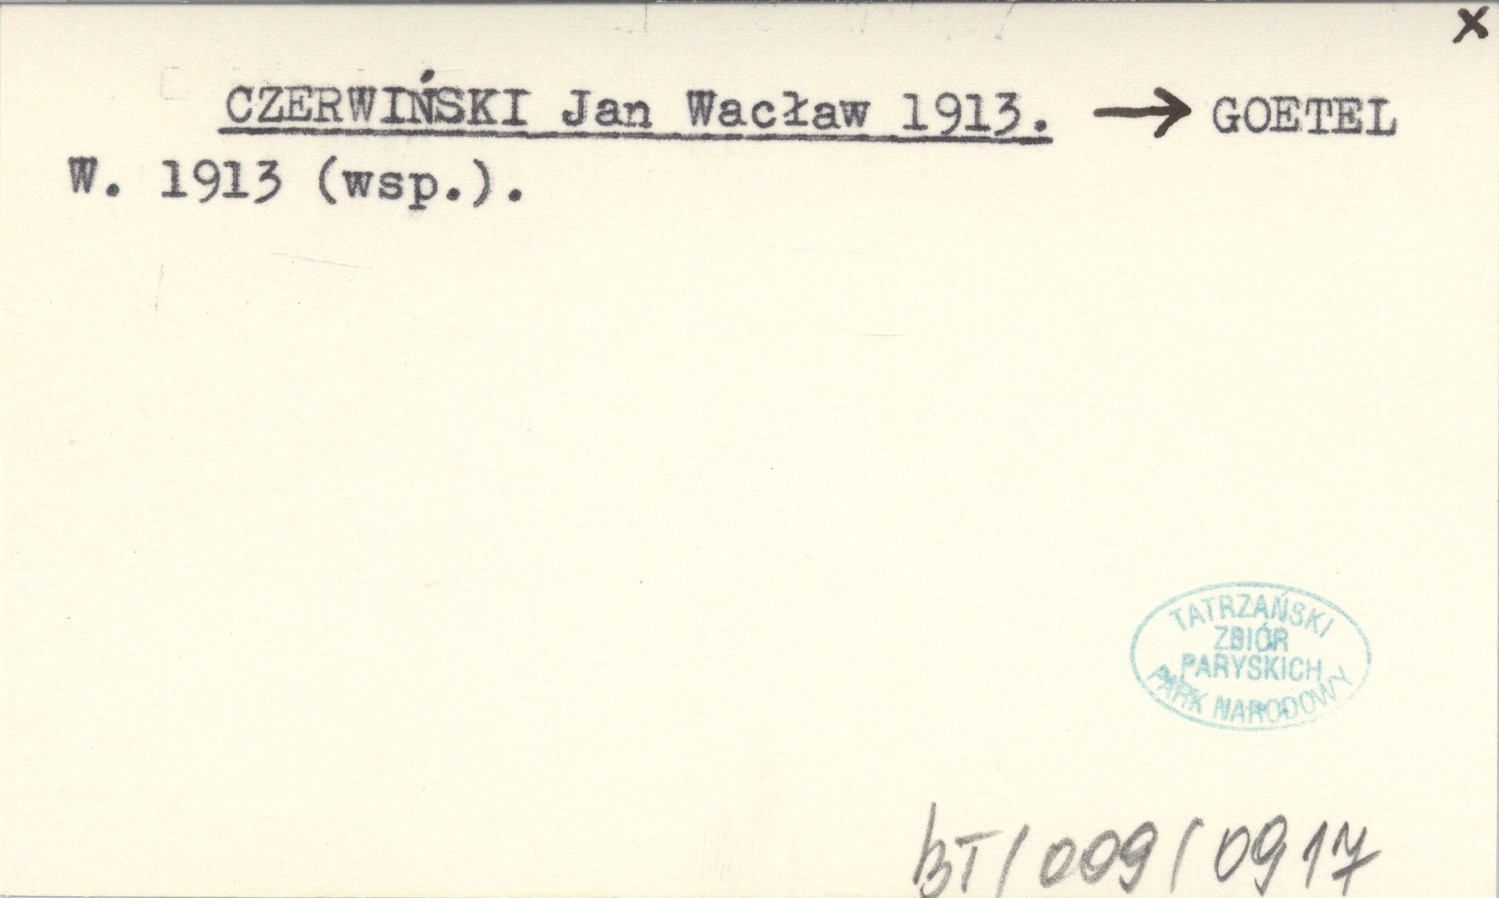 x
CZERWIŃSKI Jan Wacław 1913. → GOETEL
W. 1913 (wsp.).
TATRZAŃSKI
ZBIÓR
PARYSKICH
PARK NARODOWY
BT/009/0917